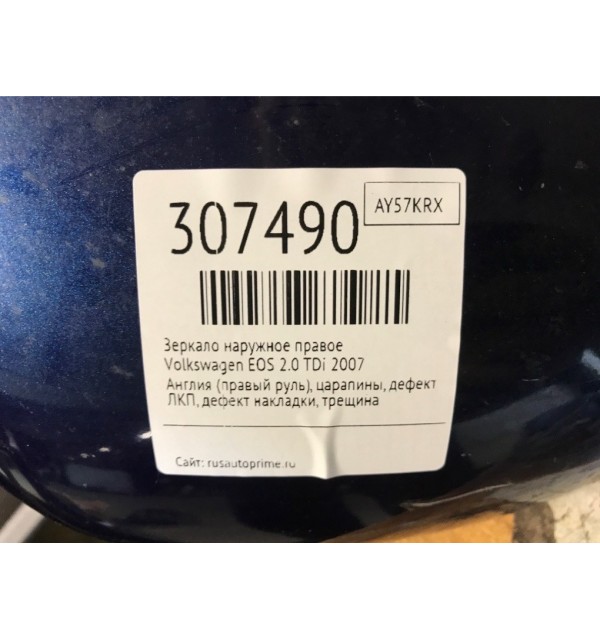 307490
AY57KRX
Зеркало наружное правое
Volkswagen EOS 2.0 TDi 2007
Англия (правый руль), царапины, дефект
ЛКП, дефект накладки, трещина
Сайт: rusautoprime.ru